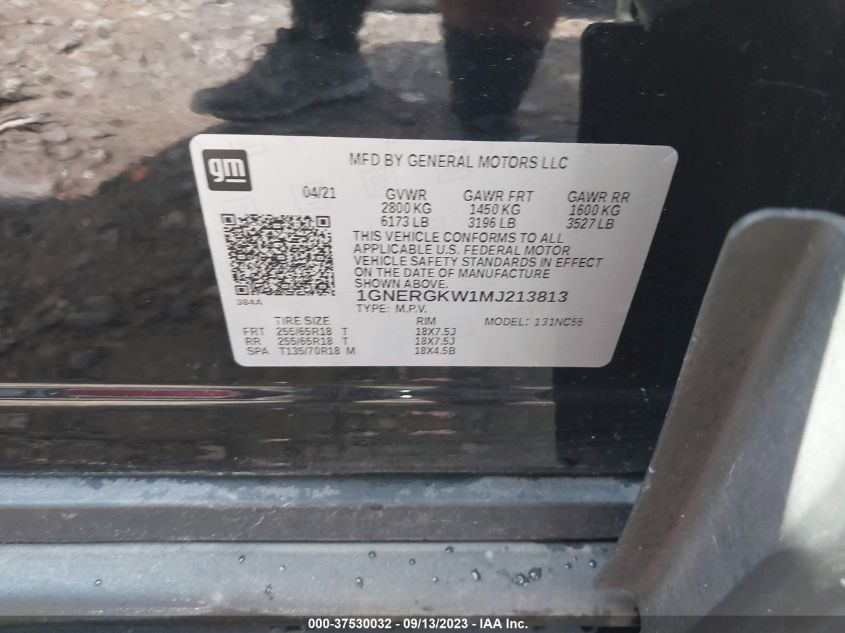 gm
MFD BY GENERAL MOTORS LLC
04/21 GVWR GAWR FRT GAWR RR
2800 KG 1450 KG 1600 KG
6173 LB 3196 LB 3527 LB
THIS VEHICLE CONFORMS TO ALL
APPLICABLE U.S. FEDERAL MOTOR
VEHICLE SAFETY STANDARDS IN EFFECT
ON THE DATE OF MANUFACTURE
SHOWN ABOVE.
384A 1GNERGKW1MJ213813
TYPE: M.P.V.
TIRE SIZE RIM MODEL: 131NC56
FRT 255/65R18 T 18X7.5J
RR 255/65R18 T 18X7.5J
SPA T135/70R18 M 18X4.5B
000-37530032 - 09/13/2023 - IAA Inc.